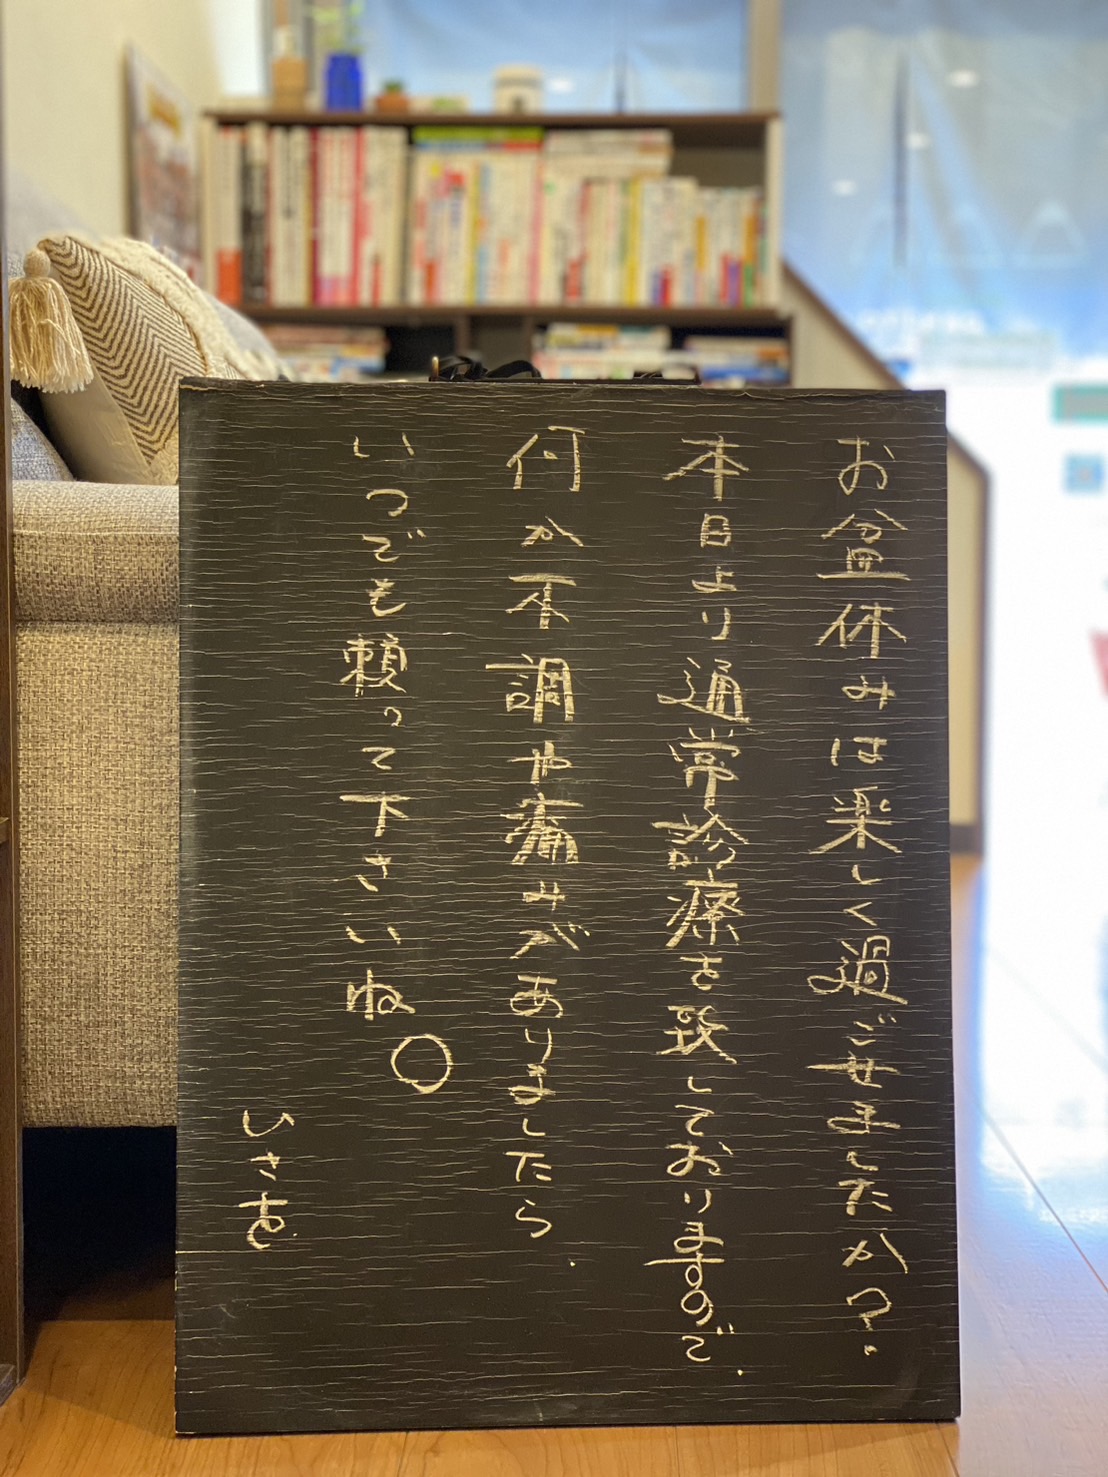 お盆休みは楽しく過ごせましたか?
本日より通常診療を致しておりますので、
何か不調や痛みがありましたら、
いつでも頼って下さいね○
ひさを